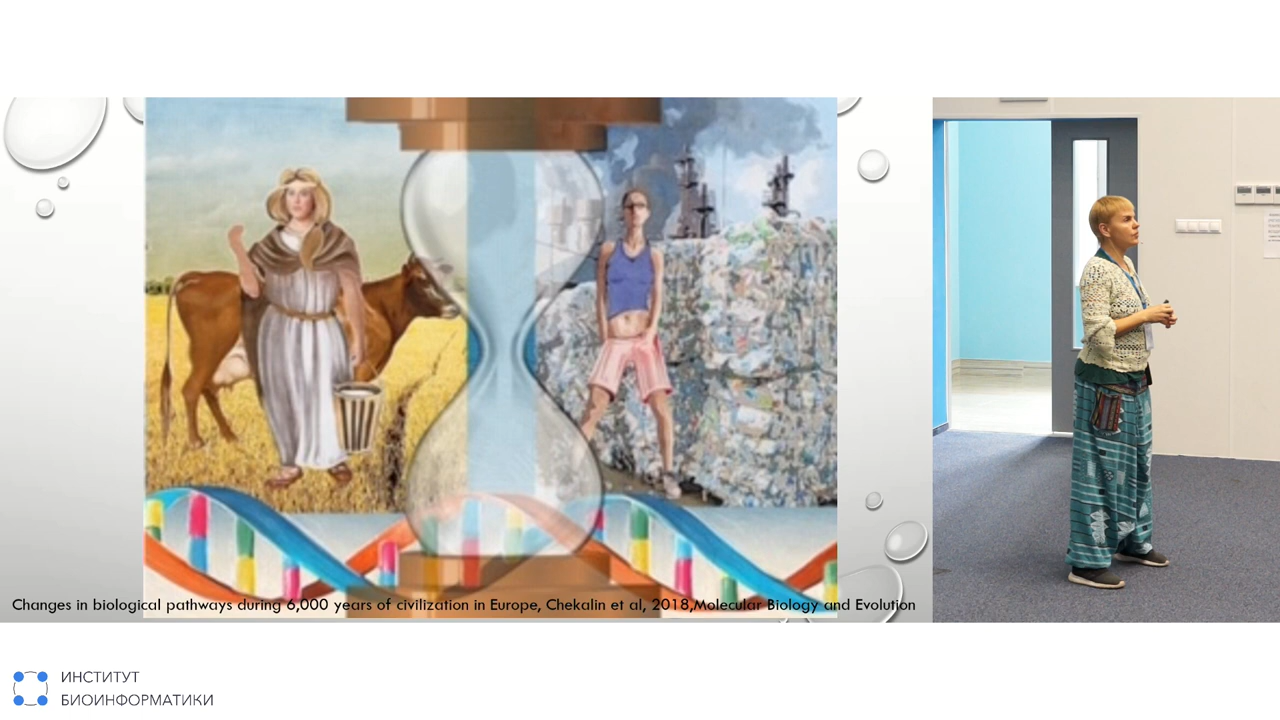 Changes in biological pathways during 6,000 years of civilization in Europe, Chekalin et al, 2018,Molecular Biology and Evolution
ИНСТИТУТ
БИОИНФОРМАТИКИ